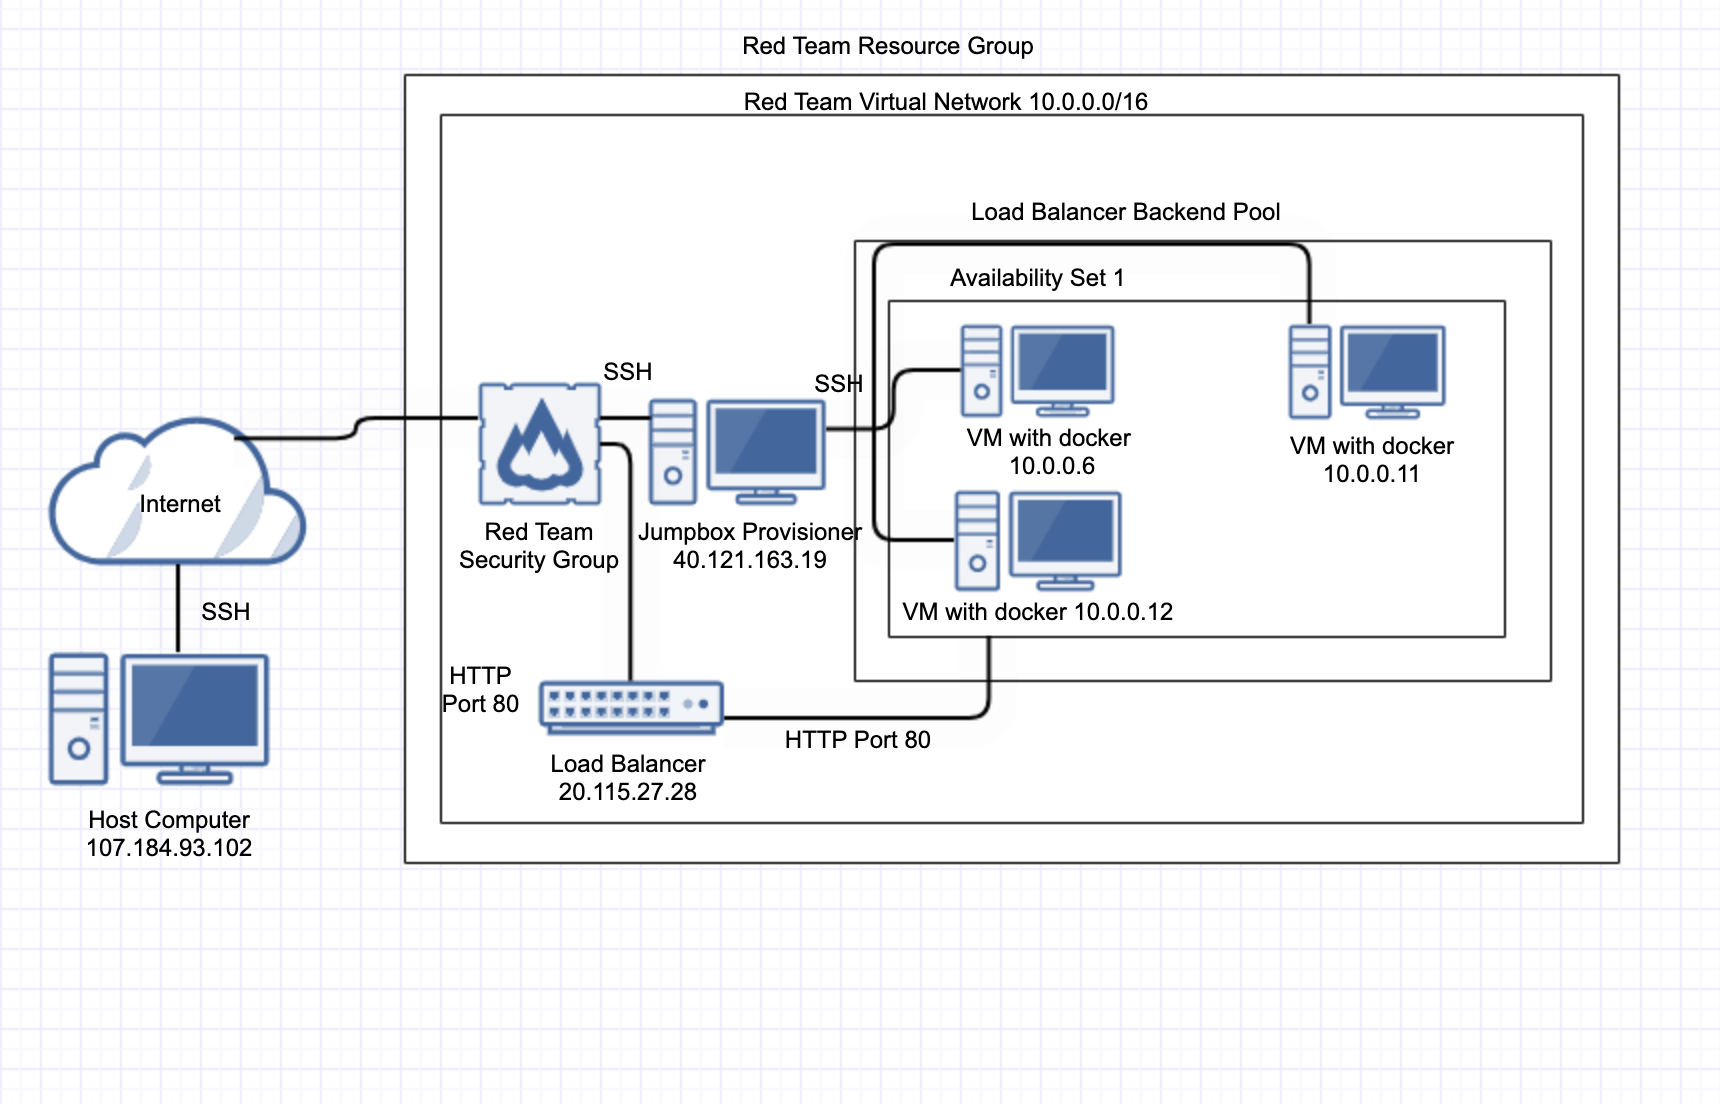 Red Team Resource Group
Red Team Virtual Network 10.0.0.0/16
Load Balancer Backend Pool
Availability Set 1
SSH
SSH
VM with docker
10.0.0.6
VM with docker
10.0.0.11
Internet
Red Team
Security Group
Jumpbox Provisioner
40.121.163.19
SSH
VM with docker 10.0.0.12
HTTP
Port 80
HTTP Port 80
Load Balancer
20.115.27.28
Host Computer
107.184.93.102